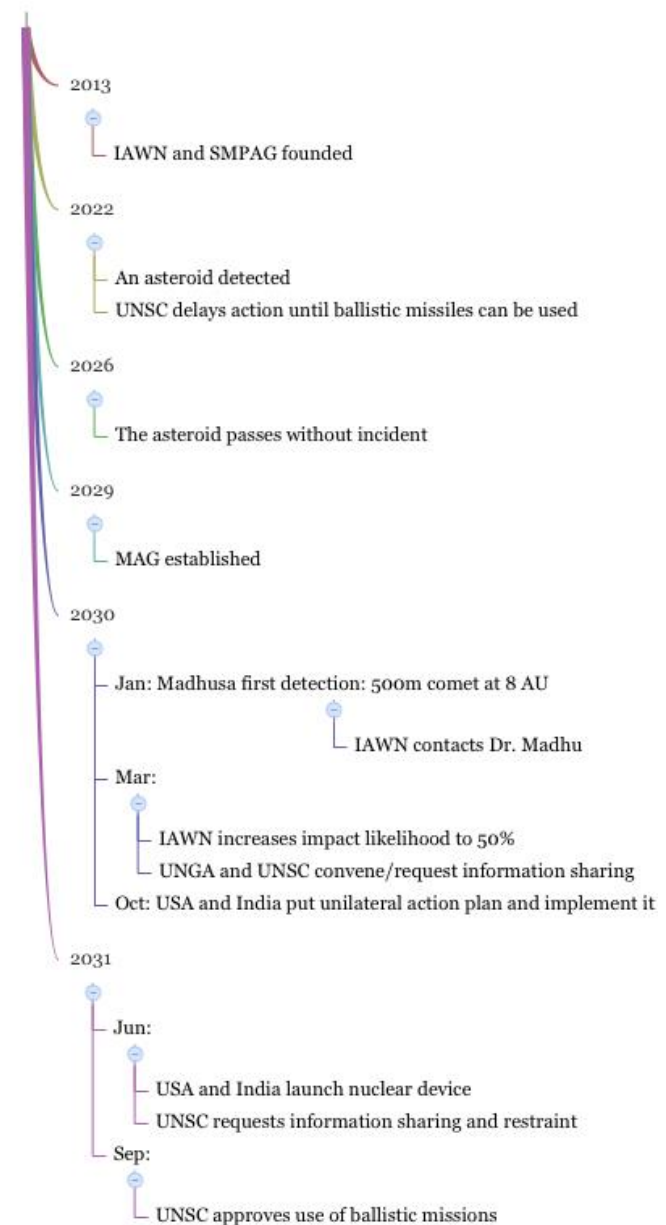 2013
IAWN and SMPAG founded
2022
An asteroid detected
UNSC delays action until ballistic missiles can be used
2026
The asteroid passes without incident
2029
MAG established
2030
Jan: Madhusa first detection: 500m comet at 8 AU
IAWN contacts Dr. Madhu
Mar:
IAWN increases impact likelihood to 50%
UNGA and UNSC convene/request information sharing
Oct: USA and India put unilateral action plan and implement it
2031
Jun:
USA and India launch nuclear device
UNSC requests information sharing and restraint
Sep:
UNSC approves use of ballistic missions